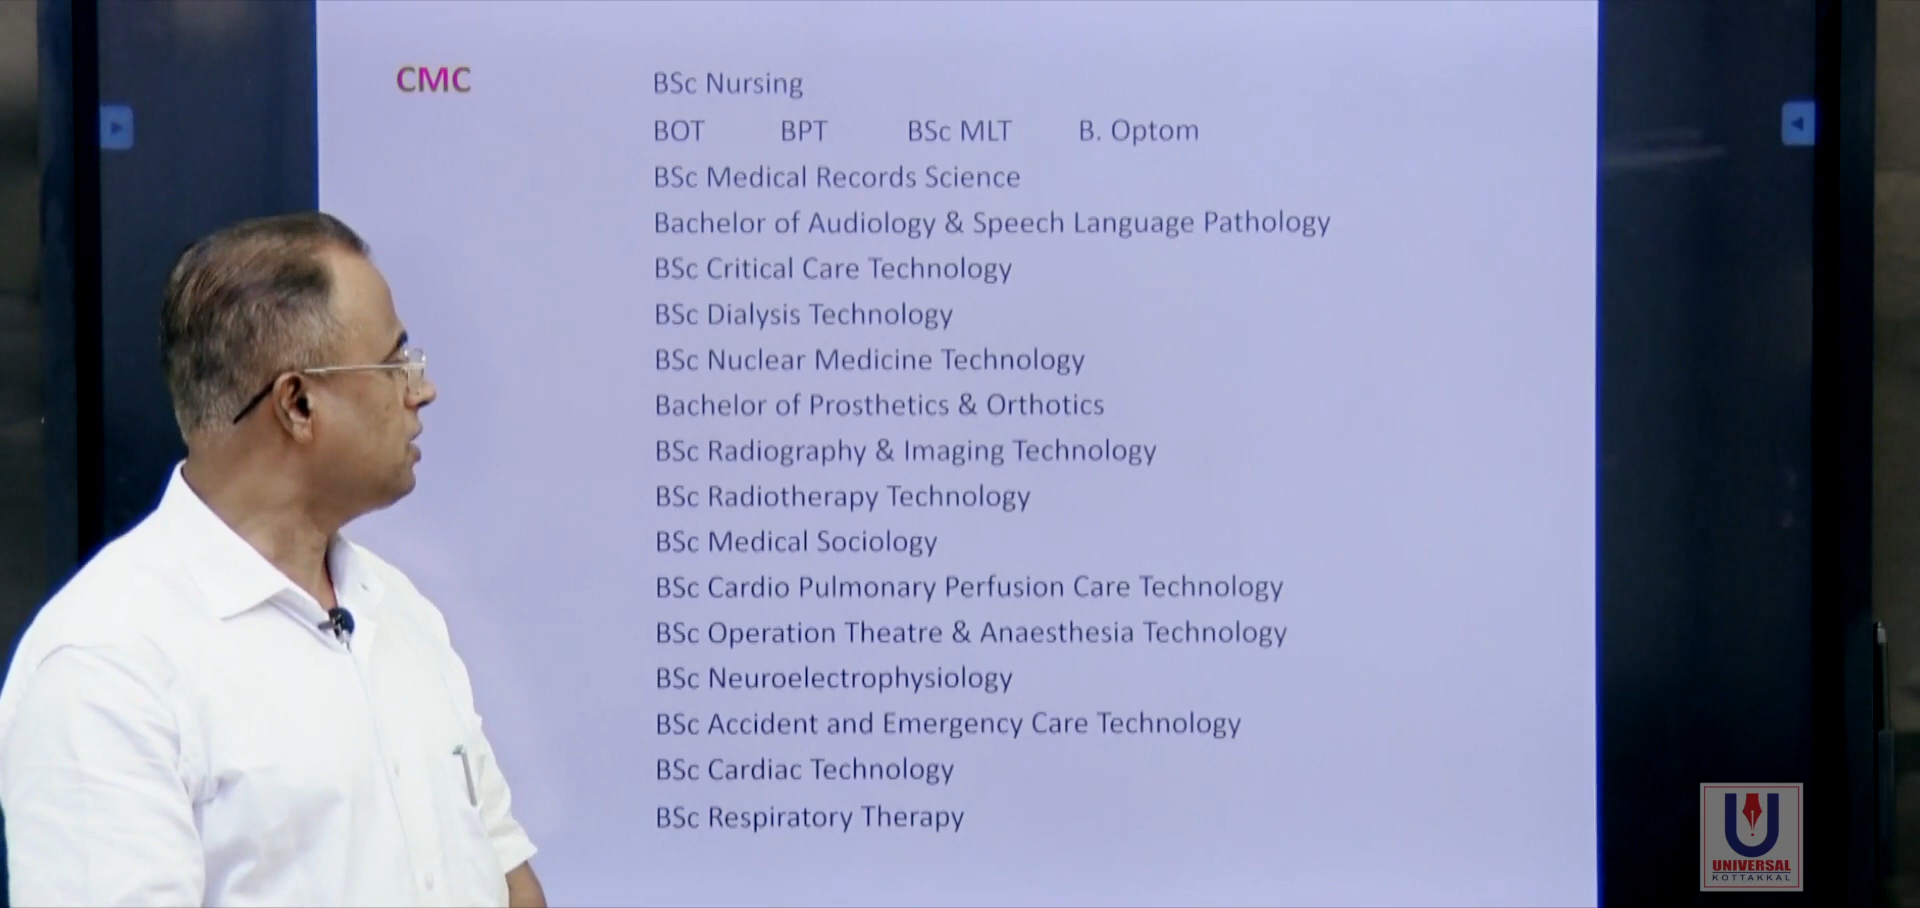 CMC
BSc Nursing
BOT BPT BSc MLT B. Optom
BSc Medical Records Science
Bachelor of Audiology & Speech Language Pathology
BSc Critical Care Technology
BSc Dialysis Technology
BSc Nuclear Medicine Technology
Bachelor of Prosthetics & Orthotics
BSc Radiography & Imaging Technology
BSc Radiotherapy Technology
BSc Medical Sociology
BSc Cardio Pulmonary Perfusion Care Technology
BSc Operation Theatre & Anaesthesia Technology
BSc Neuroelectrophysiology
BSc Accident and Emergency Care Technology
BSc Cardiac Technology
BSc Respiratory Therapy
U
UNIVERSAL
KOTTAKKAL